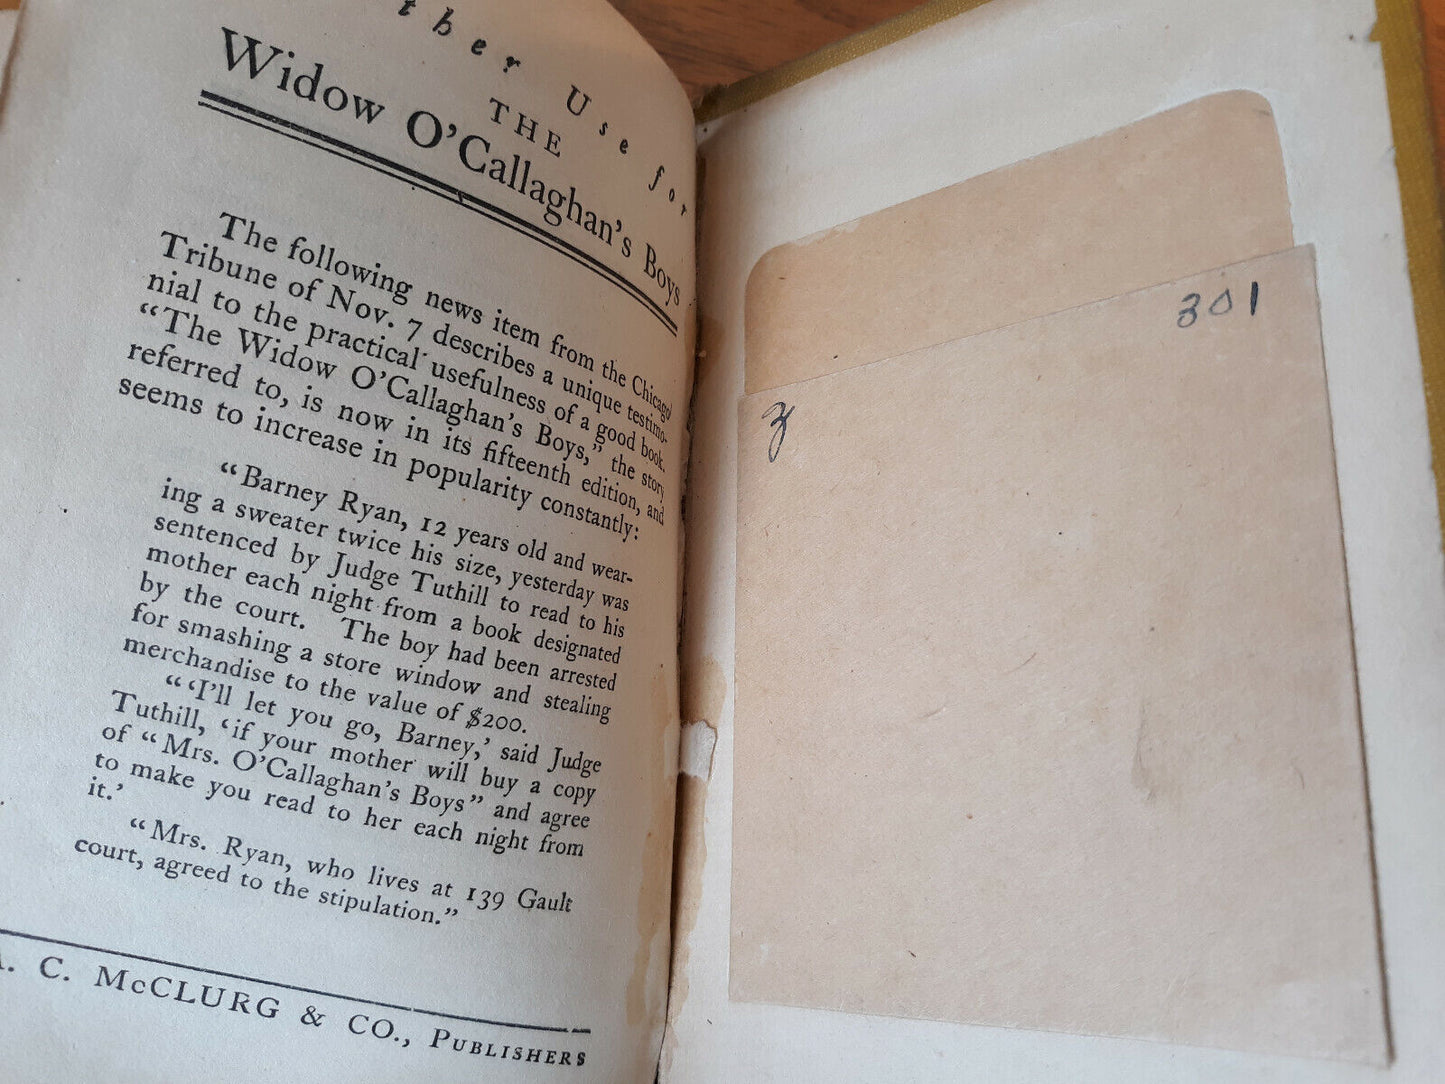 ther Use for
THE
Widow O'Callaghan's Boys
The following news item from the Chicago
Tribune of Nov. 7 describes a unique testimo-
nial to the practical usefulness of a good book.
"The Widow O'Callaghan's Boys," the story
referred to, is now in its fifteenth edition, and
seems to increase in popularity constantly:
"Barney Ryan, 12 years old and wear-
ing a sweater twice his size, yesterday was
sentenced by Judge Tuthill to read to his
mother each night from a book designated
by the court. The boy had been arrested
for smashing a store window and stealing
merchandise to the value of $200.
"'I'll let you go, Barney,' said Judge
Tuthill, 'if your mother will buy a copy
of "Mrs. O'Callaghan's Boys" and agree
to make you read to her each night from
it.'
"Mrs. Ryan, who lives at 139 Gault
court, agreed to the stipulation."
A. C. McCLURG & CO., PUBLISHERS
301